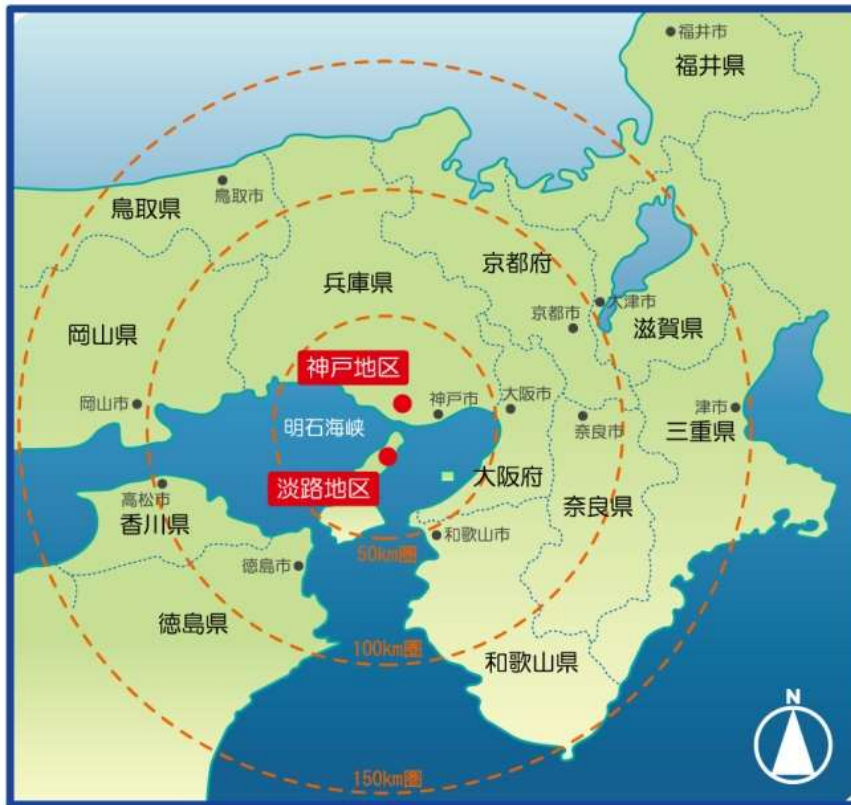 福井市
福井県
鳥取市
鳥取県
京都府
兵庫県
大津市
京都市
滋賀県
岡山県
神戸地区
岡山市
神戸市
大阪市
奈良市
津市
三重県
明石海峡
大阪府
淡路地区
高松市
奈良県
香川県
和歌山市
50km圏
徳島市
徳島県
100km圏
和歌山県
N
150km圏